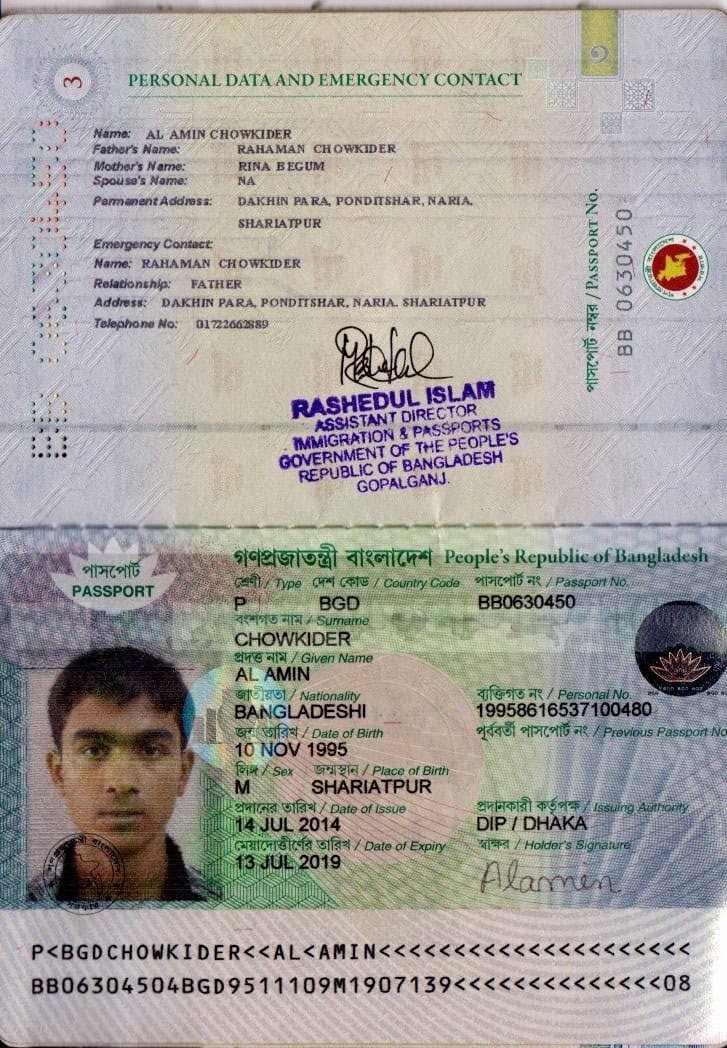 3
PERSONAL DATA AND EMERGENCY CONTACT
১
Name: AL AMIN CHOWKIDER
Father's Name: RAHAMAN CHOWKIDER
Mother's Name: RINA BEGUM
Spouse's Name: NA
Permanent Address: DAKHIN PARA, PONDITSHAR, NARIA,
SHARIATPUR
Emergency Contact:
Name: RAHAMAN CHOWKIDER
Relationship: FATHER
Address: DAKHIN PARA, PONDITSHAR, NARIA. SHARIATPUR
Telephone No: 01722662889
পাসপোর্ট নম্বর / PASSPORT No.
BB 0630450
BB 0630450
RASHEDUL ISLAM
ASSISTANT DIRECTOR
IMMIGRATION & PASSPORTS
GOVERNMENT OF THE PEOPLE'S
REPUBLIC OF BANGLADESH
GOPALGANJ.
গণপ্রজাতন্ত্রী বাংলাদেশ People's Republic of Bangladesh
পাসপোর্ট
PASSPORT
শ্রেণী / Type দেশ কোড / Country Code পাসপোর্ট নং / Passport No.
P BGD BB0630450
বংশগত নাম / Surname
CHOWKIDER
প্রদত্ত নাম / Given Name
AL AMIN
জাতীয়তা / Nationality ব্যক্তিগত নং / Personal No.
BANGLADESHI 19958616537100480
জন্ম তারিখ / Date of Birth পূর্ববর্তী পাসপোর্ট নং / Previous Passport No
10 NOV 1995
লিঙ্গ / Sex জন্মস্থান / Place of Birth
M SHARIATPUR
প্রদানের তারিখ / Date of Issue প্রদানকারী কর্তৃপক্ষ / Issuing Authority
14 JUL 2014 DIP / DHAKA
মেয়াদোত্তীর্ণের তারিখ / Date of Expiry স্বাক্ষর / Holder's Signature
13 JUL 2019
Alamen
P<BGDCHOWKIDER<<AL<AMIN<<<<<<<<<<<<<<<<<<<<<
BB06304504BGD9511109M1907139<<<<<<<<<<<<<<08